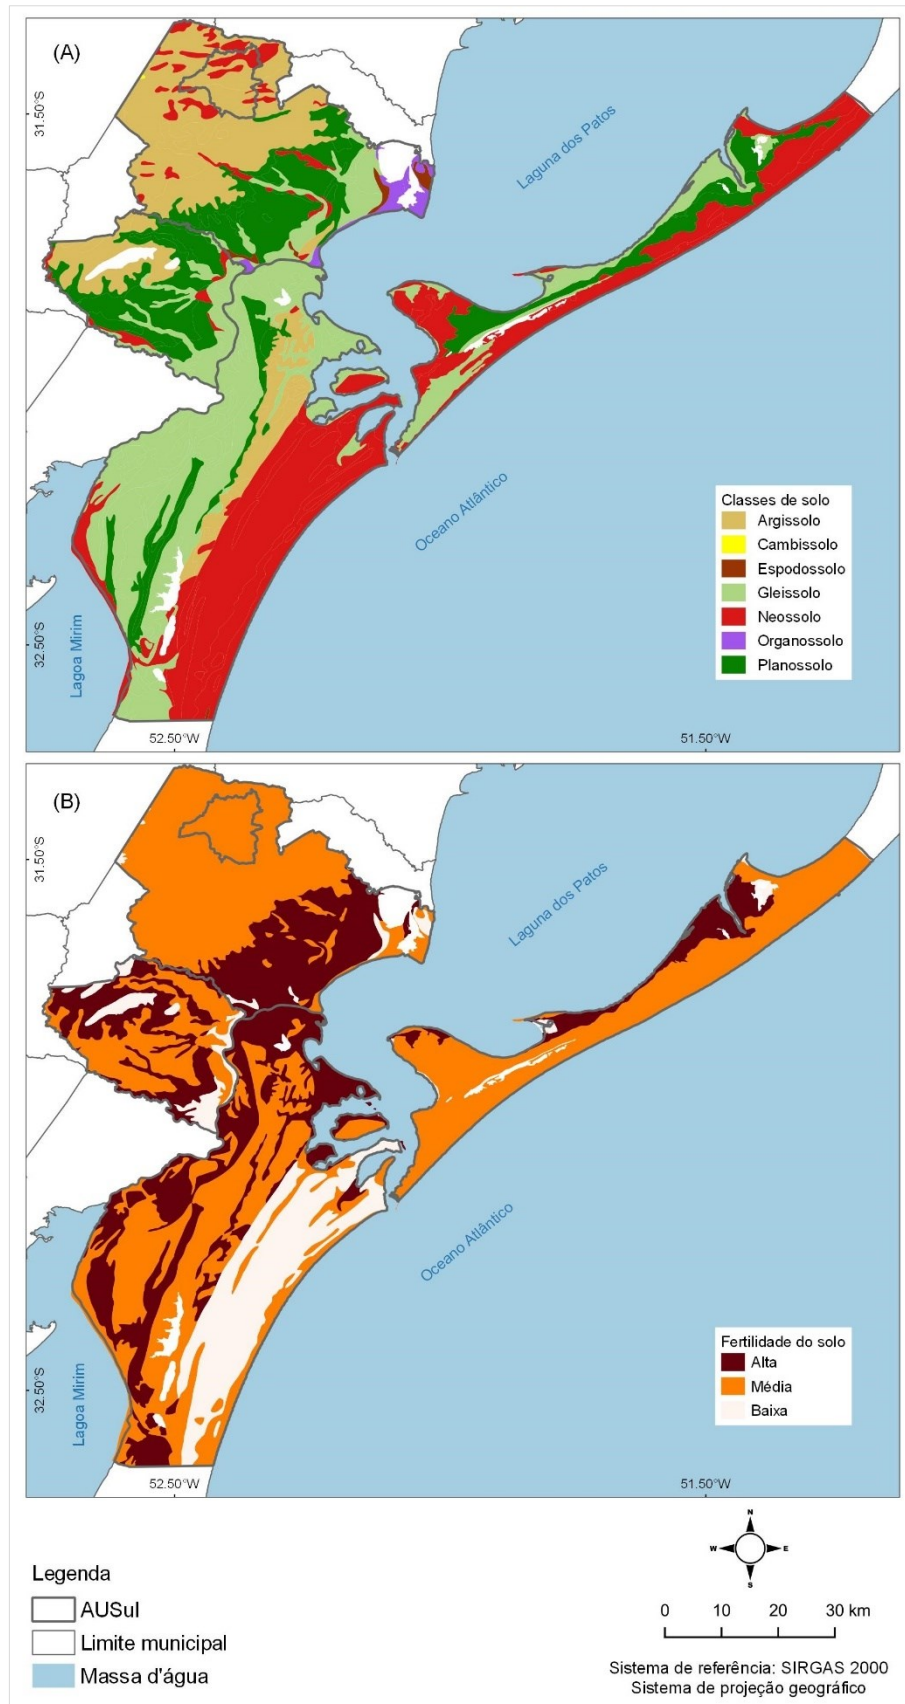 (A)
31.50°S
Laguna dos Patos
Oceano Atlântico
Classes de solo
Argissolo
Cambissolo
Espodossolo
Gleissolo
Neossolo
Organossolo
Planossolo
32.50°S
Lagoa Mirim
52.50°W
51.50°W
(B)
31.50°S
Laguna dos Patos
Oceano Atlântico
Fertilidade do solo
Alta
Média
Baixa
32.50°S
Lagoa Mirim
52.50°W
51.50°W
N
W
E
S
Legenda
AUSul
Limite municipal
Massa d'água
0 10 20 30 km
Sistema de referência: SIRGAS 2000
Sistema de projeção geográfico